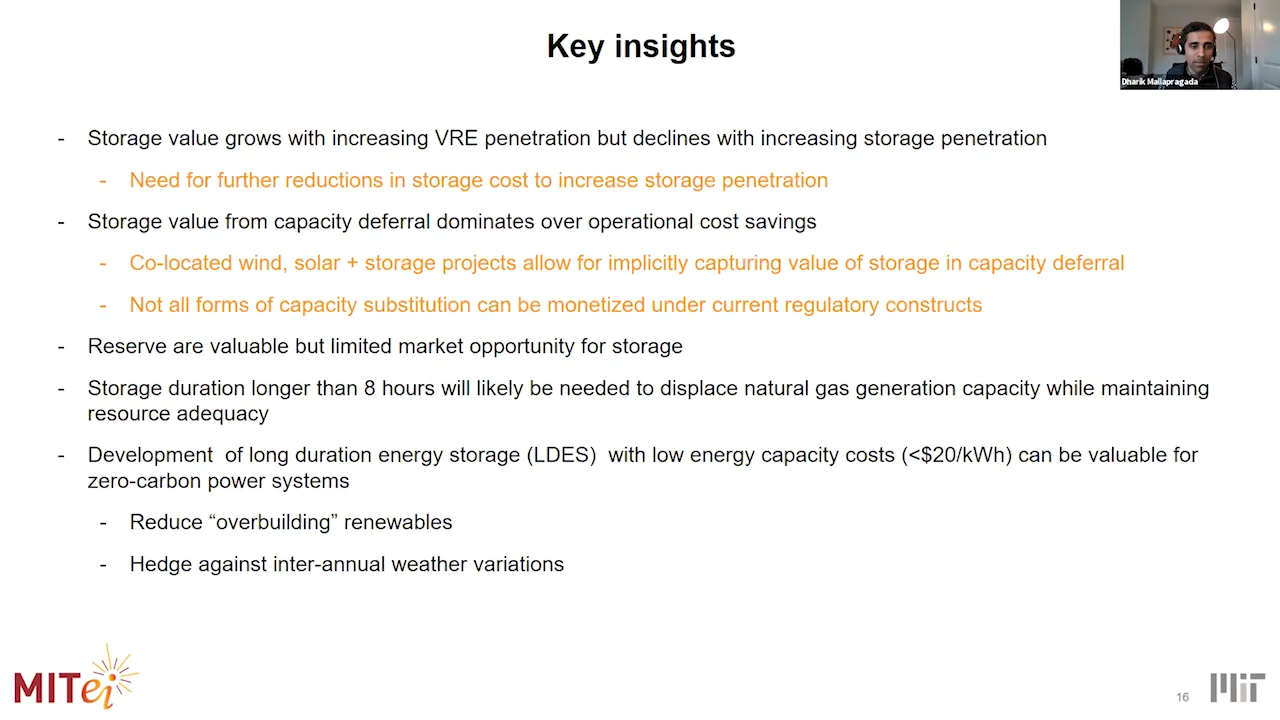 Key insights
Dharik Mallapragada
- Storage value grows with increasing VRE penetration but declines with increasing storage penetration
- Need for further reductions in storage cost to increase storage penetration
- Storage value from capacity deferral dominates over operational cost savings
- Co-located wind, solar + storage projects allow for implicitly capturing value of storage in capacity deferral
- Not all forms of capacity substitution can be monetized under current regulatory constructs
- Reserve are valuable but limited market opportunity for storage
- Storage duration longer than 8 hours will likely be needed to displace natural gas generation capacity while maintaining
resource adequacy
- Development of long duration energy storage (LDES) with low energy capacity costs (<$20/kWh) can be valuable for
zero-carbon power systems
- Reduce “overbuilding” renewables
- Hedge against inter-annual weather variations
MITei
16
MIT